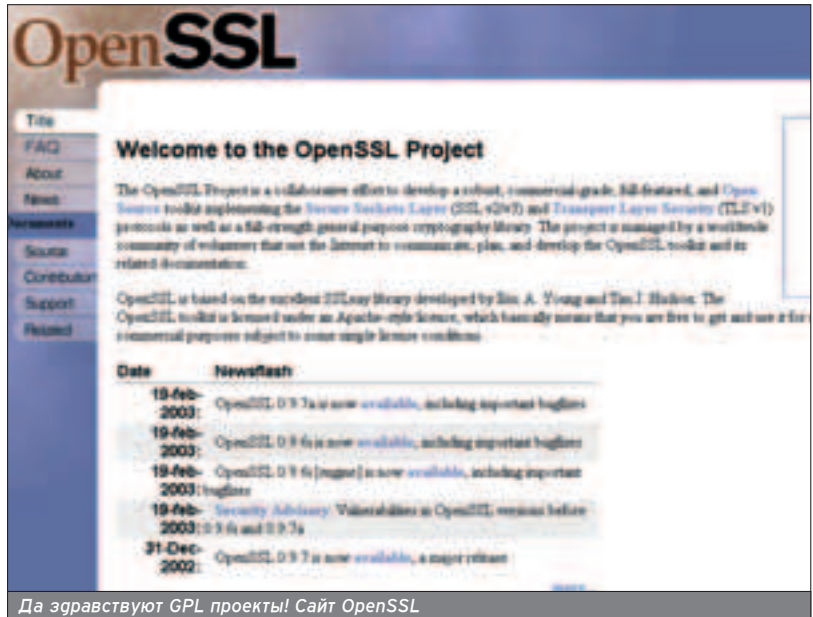 OpenSSL
Title
FAQ
About
News
Documents
Source
Contribution
Support
Related
Welcome to the OpenSSL Project
The OpenSSL Project is a collaborative effort to develop a robust, commercial-grade, full-featured, and Open
Source toolkit implementing the Secure Sockets Layer (SSL v2/v3) and Transport Layer Security (TLS v1)
protocols as well as a full-strength general purpose cryptography library. The project is managed by a worldwide
community of volunteers that use the Internet to communicate, plan, and develop the OpenSSL toolkit and its
related documentation.
OpenSSL is based on the excellent SSLeay library developed by Eric A. Young and Tim J. Hudson. The
OpenSSL toolkit is licensed under an Apache-style licence, which basically means that you are free to get and use it for
commercial purposes subject to some simple license conditions
Date Newsflash
19-feb-2003: OpenSSL 0.9.7a is now available, including important bugfixes
19-feb-2003: OpenSSL 0.9.6i is now available, including important bugfixes
19-feb-2003: OpenSSL 0.9.6i [engine] is now available, including important bugfixes
19-feb-2003: Security Advisory: Vulnerabilities in OpenSSL versions before 0.9.6i and 0.9.7a
31-Dec-2002: OpenSSL 0.9.7 is now available, a major release
Да здравствуют GPL проекты! Сайт OpenSSL